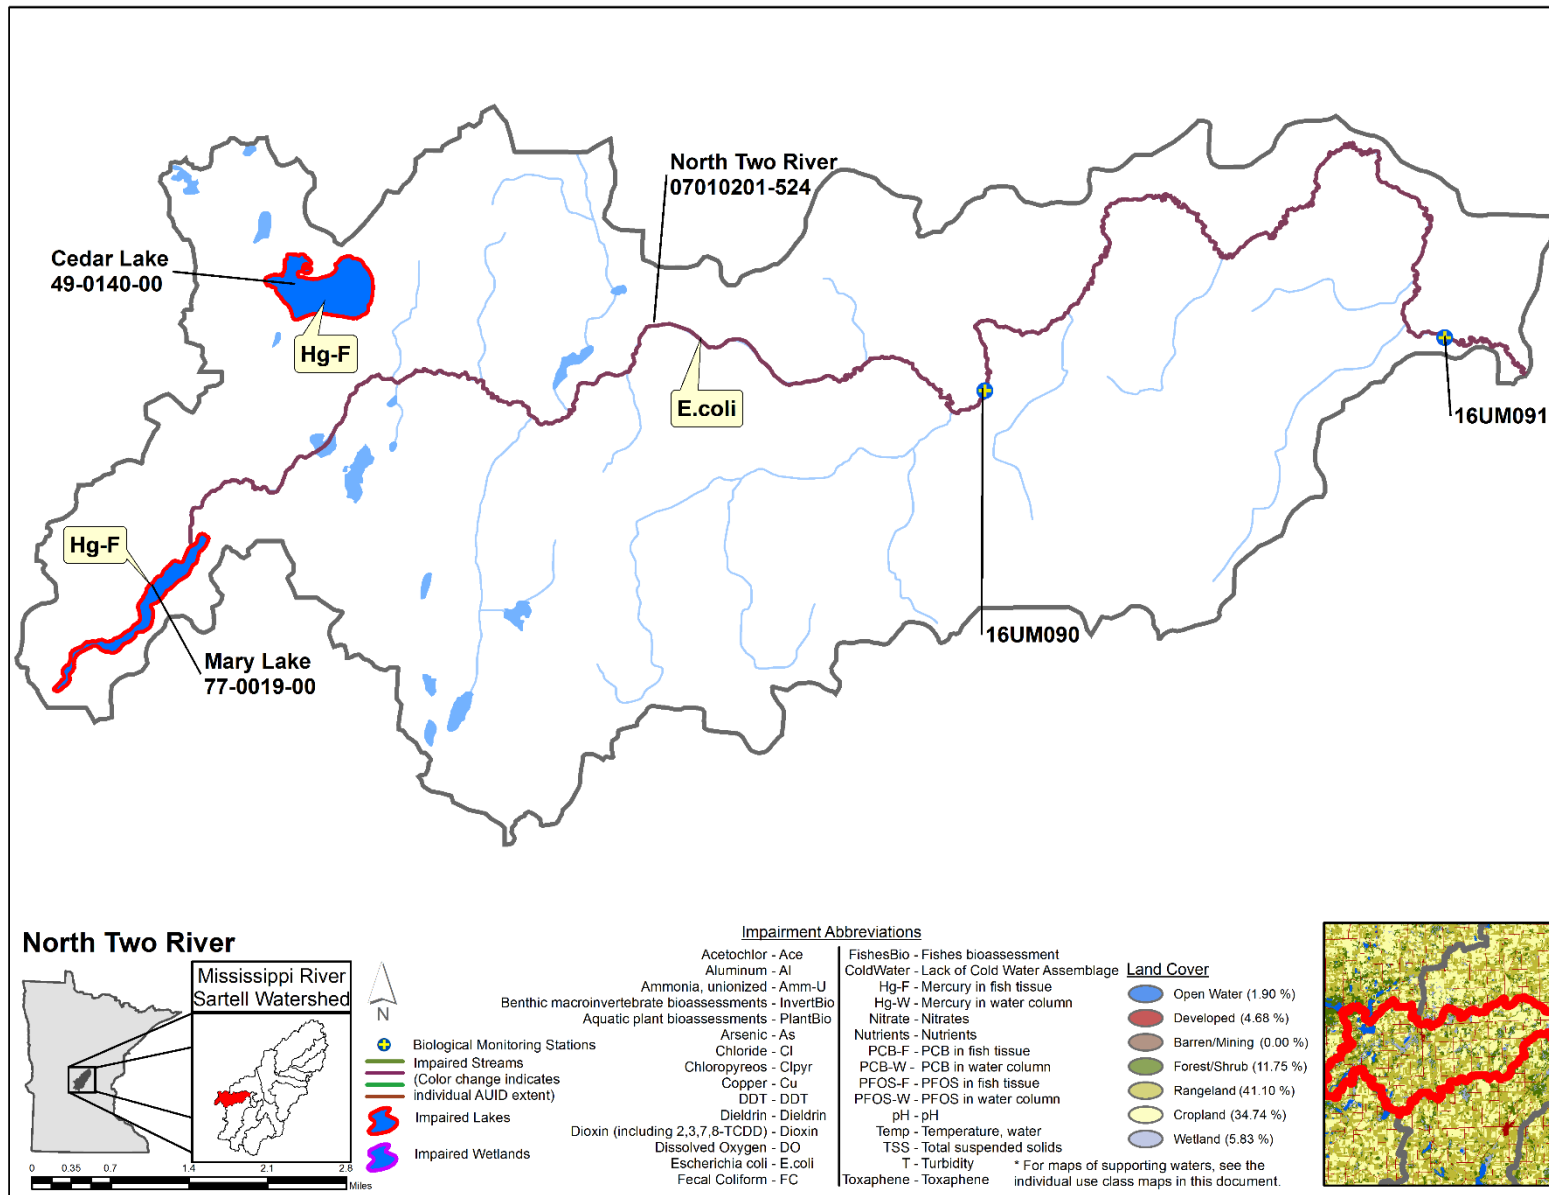 North Two River
07010201-524
Cedar Lake
49-0140-00
Hg-F
E.coli
16UM091
Hg-F
16UM090
Mary Lake
77-0019-00
North Two River
Mississippi River
Sartell Watershed
N
Biological Monitoring Stations
Impaired Streams
(Color change indicates
individual AUID extent)
Impaired Lakes
Impaired Wetlands
0 0.35 0.7 1.4 2.1 2.8
Miles
Impairment Abbreviations
Acetochlor - Ace
Aluminum - Al
Ammonia, unionized - Amm-U
Benthic macroinvertebrate bioassessments - InvertBio
Aquatic plant bioassessments - PlantBio
Arsenic - As
Chloride - Cl
Chloropyreos - Clpyr
Copper - Cu
DDT - DDT
Dieldrin - Dieldrin
Dioxin (including 2,3,7,8-TCDD) - Dioxin
Dissolved Oxygen - DO
Escherichia coli - E.coli
Fecal Coliform - FC
FishesBio - Fishes bioassessment
ColdWater - Lack of Cold Water Assemblage
Hg-F - Mercury in fish tissue
Hg-W - Mercury in water column
Nitrate - Nitrates
Nutrients - Nutrients
PCB-F - PCB in fish tissue
PCB-W - PCB in water column
PFOS-F - PFOS in fish tissue
PFOS-W - PFOS in water column
pH - pH
Temp - Temperature, water
TSS - Total suspended solids
T - Turbidity
Toxaphene - Toxaphene
Land Cover
Open Water (1.90 %)
Developed (4.68 %)
Barren/Mining (0.00 %)
Forest/Shrub (11.75 %)
Rangeland (41.10 %)
Cropland (34.74 %)
Wetland (5.83 %)
* For maps of supporting waters, see the
individual use class maps in this document.